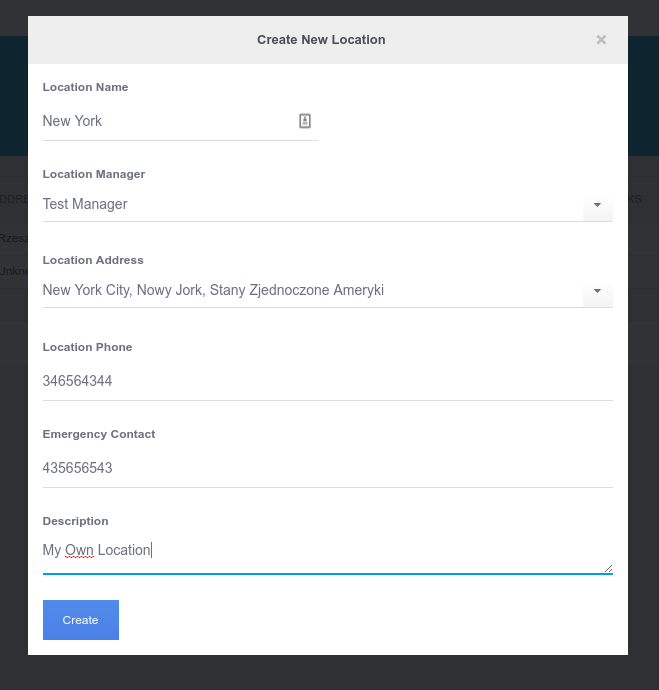 Create New Location
×
Location Name
New York
Location Manager
Test Manager
Location Address
New York City, Nowy Jork, Stany Zjednoczone Ameryki
Location Phone
346564344
Emergency Contact
435656543
Description
My Own Location
Create